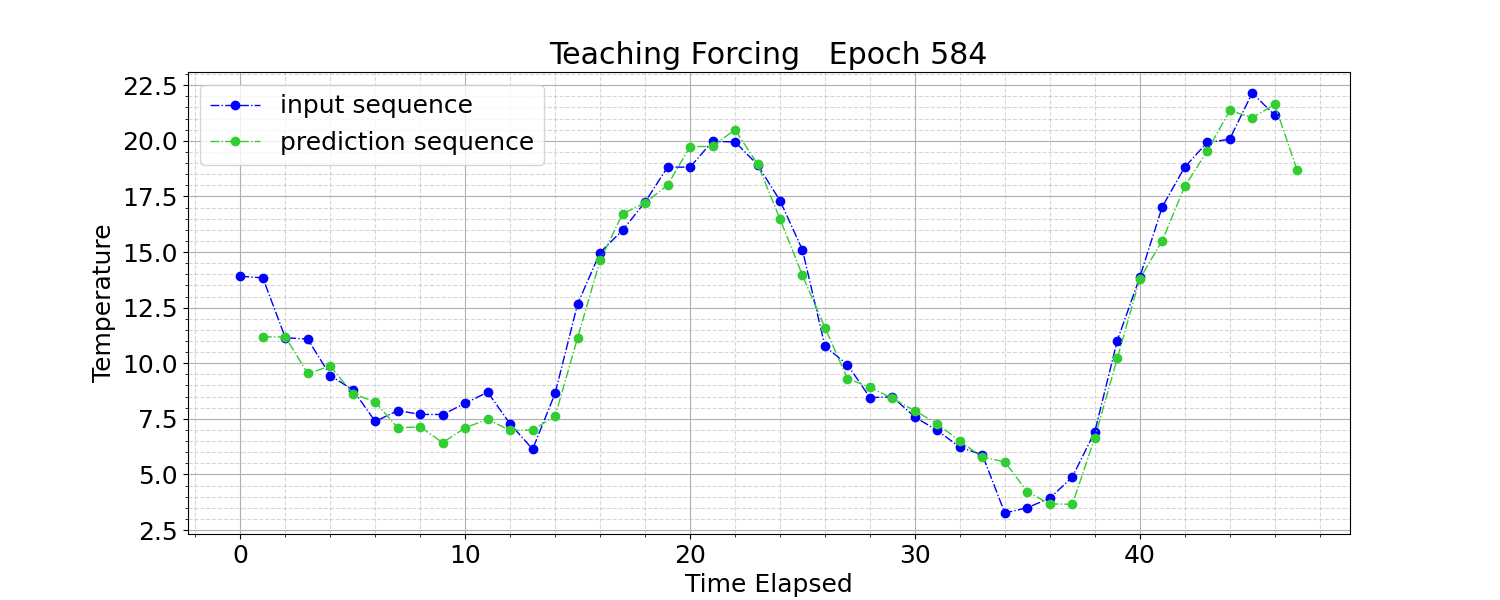 Teaching Forcing   Epoch 584
input sequence
prediction sequence
Temperature
22.5
20.0
17.5
15.0
12.5
10.0
7.5
5.0
2.5
0 10 20 30 40
Time Elapsed